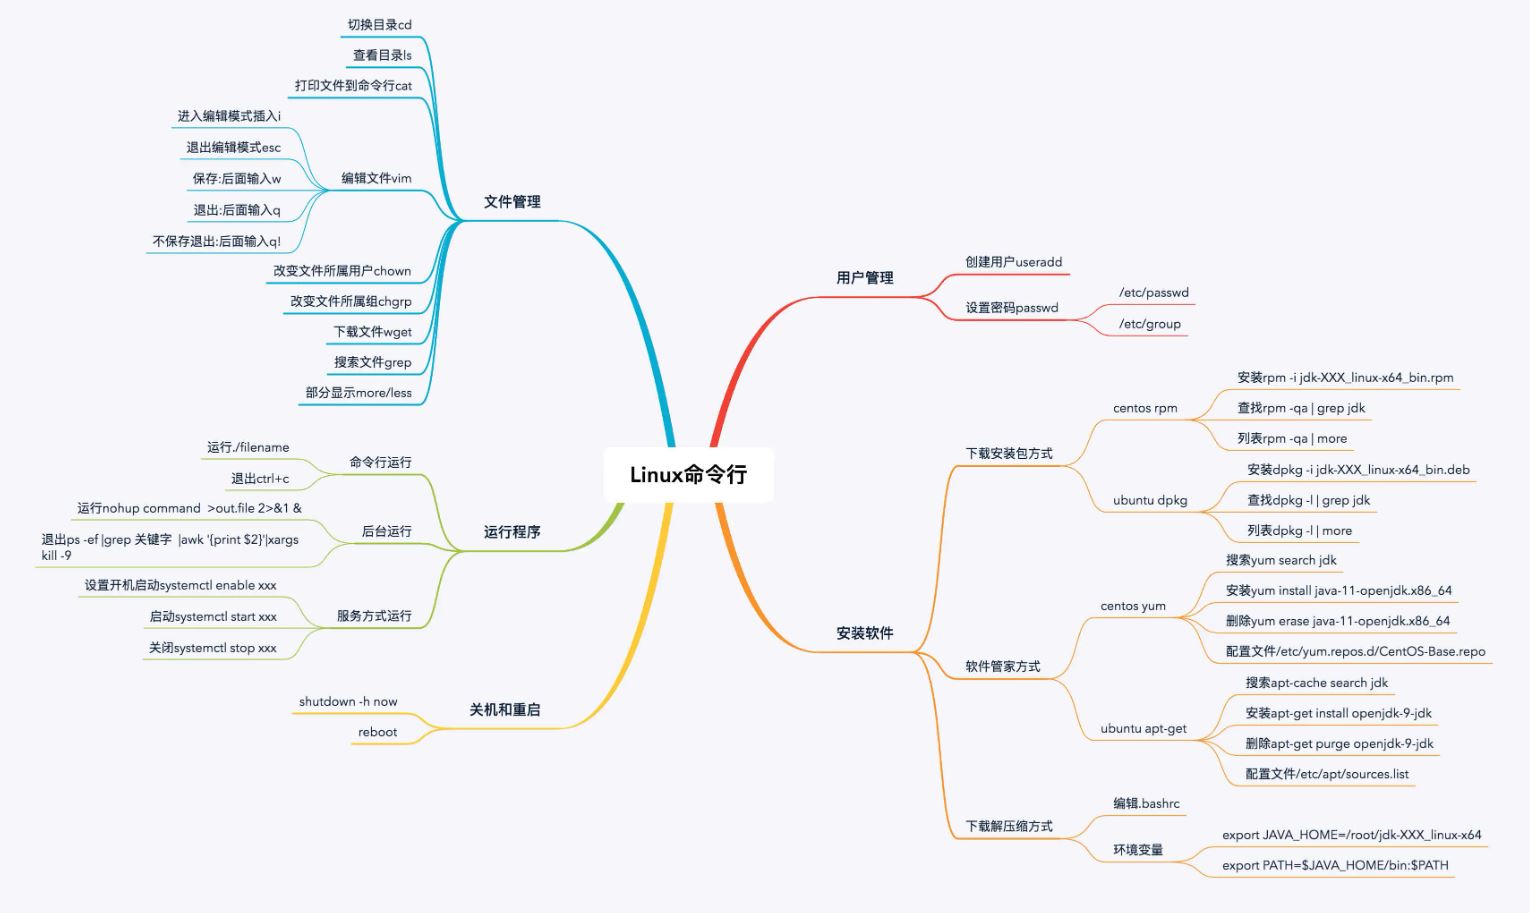 Linux命令行
文件管理
切换目录cd
查看目录ls
打印文件到命令行cat
编辑文件vim
进入编辑模式插入i
退出编辑模式esc
保存:后面输入w
退出:后面输入q
不保存退出:后面输入q!
改变文件所属用户chown
改变文件所属组chgrp
下载文件wget
搜索文件grep
部分显示more/less
运行程序
命令行运行
运行./filename
退出ctrl+c
后台运行
运行nohup command  >out.file 2>&1 &
退出ps -ef |grep 关键字  |awk '{print $2}'|xargs
kill -9
服务方式运行
设置开机启动systemctl enable xxx
启动systemctl start xxx
关闭systemctl stop xxx
关机和重启
shutdown -h now
reboot
用户管理
创建用户useradd
设置密码passwd
/etc/passwd
/etc/group
安装软件
下载安装包方式
centos rpm
安装rpm -i jdk-XXX_linux-x64_bin.rpm
查找rpm -qa | grep jdk
列表rpm -qa | more
ubuntu dpkg
安装dpkg -i jdk-XXX_linux-x64_bin.deb
查找dpkg -l | grep jdk
列表dpkg -l | more
软件管家方式
centos yum
搜索yum search jdk
安装yum install java-11-openjdk.x86_64
删除yum erase java-11-openjdk.x86_64
配置文件/etc/yum.repos.d/CentOS-Base.repo
ubuntu apt-get
搜索apt-cache search jdk
安装apt-get install openjdk-9-jdk
删除apt-get purge openjdk-9-jdk
配置文件/etc/apt/sources.list
下载解压缩方式
编辑.bashrc
环境变量
export JAVA_HOME=/root/jdk-XXX_linux-x64
export PATH=$JAVA_HOME/bin:$PATH